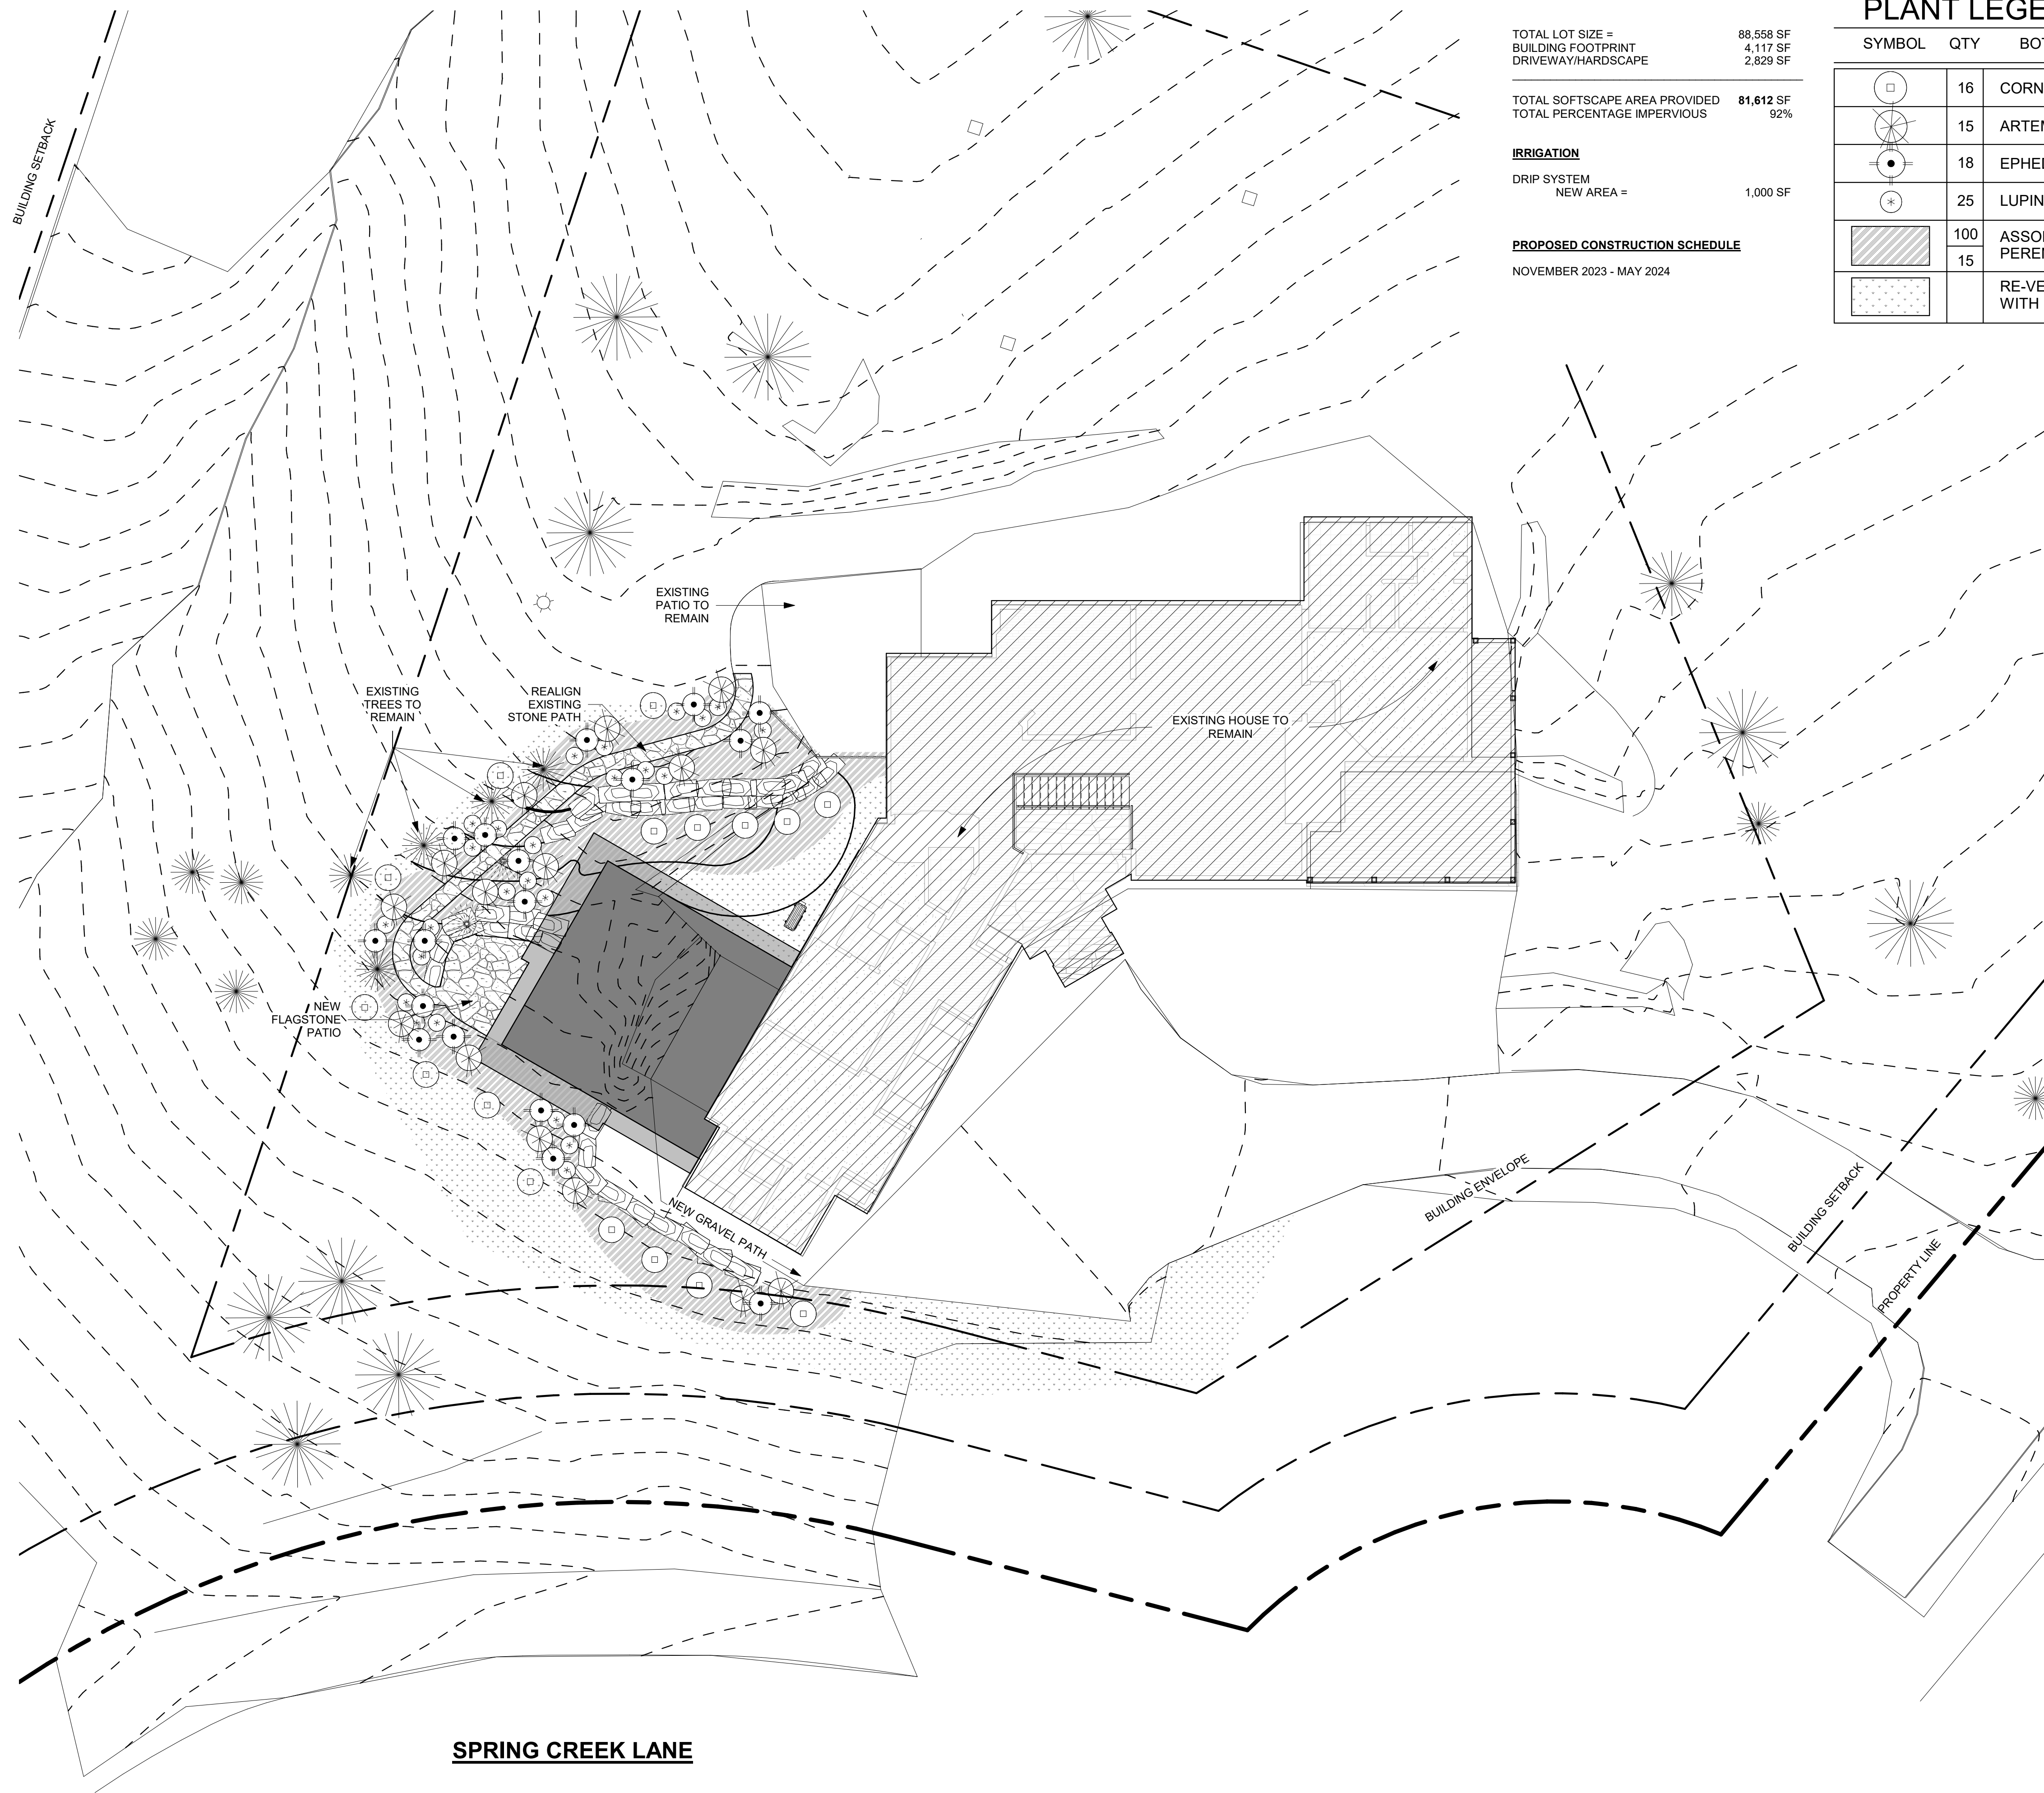 TOTAL LOT SIZE = 88,558 SF
BUILDING FOOTPRINT 4,117 SF
DRIVEWAY/HARDSCAPE 2,829 SF
TOTAL SOFTSCAPE AREA PROVIDED 81,612 SF
TOTAL PERCENTAGE IMPERVIOUS 92%
IRRIGATION
DRIP SYSTEM
NEW AREA = 1,000 SF
PROPOSED CONSTRUCTION SCHEDULE
NOVEMBER 2023 - MAY 2024
PLANT LEGE
SYMBOL QTY BOT
16 CORN
15 ARTEM
18 EPHED
25 LUPIN
100 ASSOR
15 PEREN
RE-VE
WITH
BUILDING SETBACK
EXISTING
PATIO TO
REMAIN
EXISTING
TREES TO
REMAIN
REALIGN
EXISTING
STONE PATH
EXISTING HOUSE TO
REMAIN
NEW
FLAGSTONE
PATIO
NEW GRAVEL PATH
BUILDING ENVELOPE
BUILDING SETBACK
PROPERTY LINE
SPRING CREEK LANE